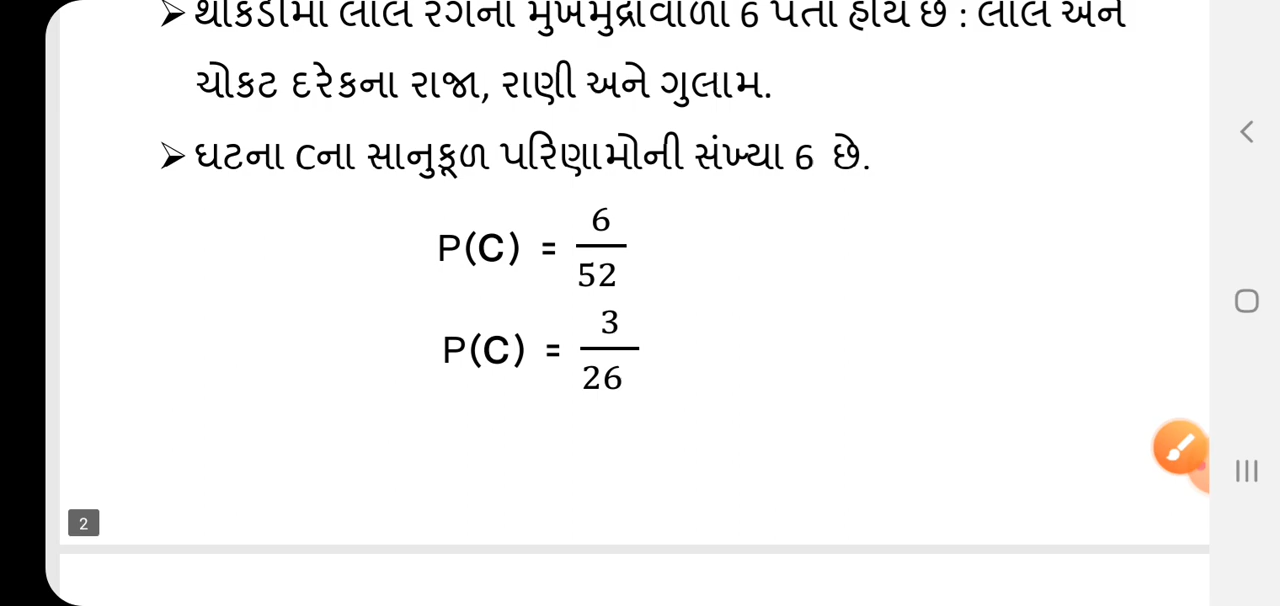 થોકડામાં લાલ રંગના મુખમુદ્રાવાળા 6 પત્તા હોય છે : લાલ અને
ચોકટ દરેકના રાજા, રાણી અને ગુલામ.
➢ ઘટના Cના સાનુકૂળ પરિણામોની સંખ્યા 6 છે.
P(C) = 6/52
P(C) = 3/26
2